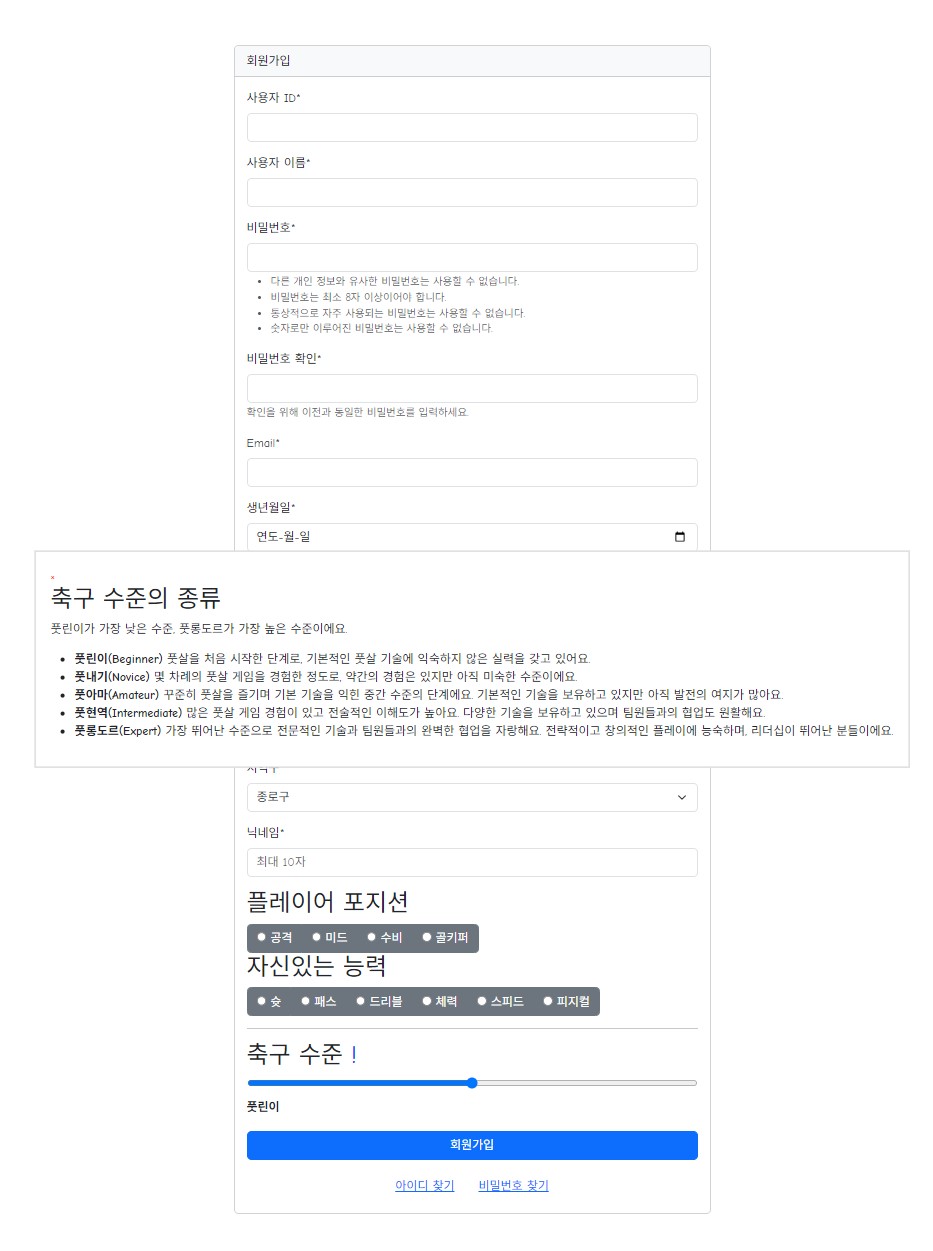 회원가입
사용자 ID*
사용자 이름*
비밀번호*
다른 개인 정보와 유사한 비밀번호는 사용할 수 없습니다.
비밀번호는 최소 8자 이상이어야 합니다.
통상적으로 자주 사용되는 비밀번호는 사용할 수 없습니다.
숫자로만 이루어진 비밀번호는 사용할 수 없습니다.
비밀번호 확인*
확인을 위해 이전과 동일한 비밀번호를 입력하세요.
Email*
생년월일*
연도-월-일
×
축구 수준의 종류
풋린이가 가장 낮은 수준, 풋롱도르가 가장 높은 수준이에요.
풋린이(Beginner) 풋살을 처음 시작한 단계로, 기본적인 풋살 기술에 익숙하지 않은 실력을 갖고 있어요.
풋내기(Novice) 몇 차례의 풋살 게임을 경험한 정도로, 약간의 경험은 있지만 아직 미숙한 수준이에요.
풋아마(Amateur) 꾸준히 풋살을 즐기며 기본 기술을 익힌 중간 수준의 단계에요. 기본적인 기술을 보유하고 있지만 아직 발전의 여지가 많아요.
풋현역(Intermediate) 많은 풋살 게임 경험이 있고 전술적인 이해도가 높아요. 다양한 기술을 보유하고 있으며 팀원들과의 협업도 원활해요.
풋롱도르(Expert) 가장 뛰어난 수준으로 전문적인 기술과 팀원들과의 완벽한 협업을 자랑해요. 전략적이고 창의적인 플레이에 능숙하며, 리더십이 뛰어난 분들이에요.
종로구
닉네임*
최대 10자
플레이어 포지션
공격 미드 수비 골키퍼
자신있는 능력
슛 패스 드리블 체력 스피드 피지컬
축구 수준 !
풋린이
회원가입
아이디 찾기 비밀번호 찾기